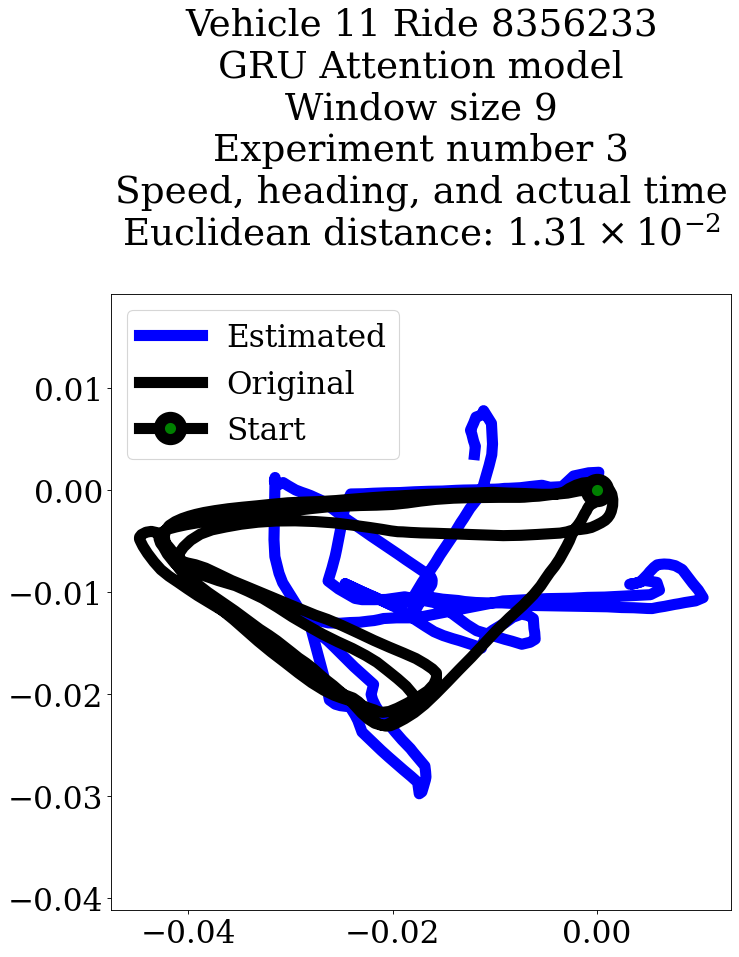 Vehicle 11 Ride 8356233
GRU Attention model
Window size 9
Experiment number 3
Speed, heading, and actual time
Euclidean distance: 1.31 × 10⁻²
Estimated
Original
Start
0.01
0.00
−0.01
−0.02
−0.03
−0.04
−0.04
−0.02
0.00